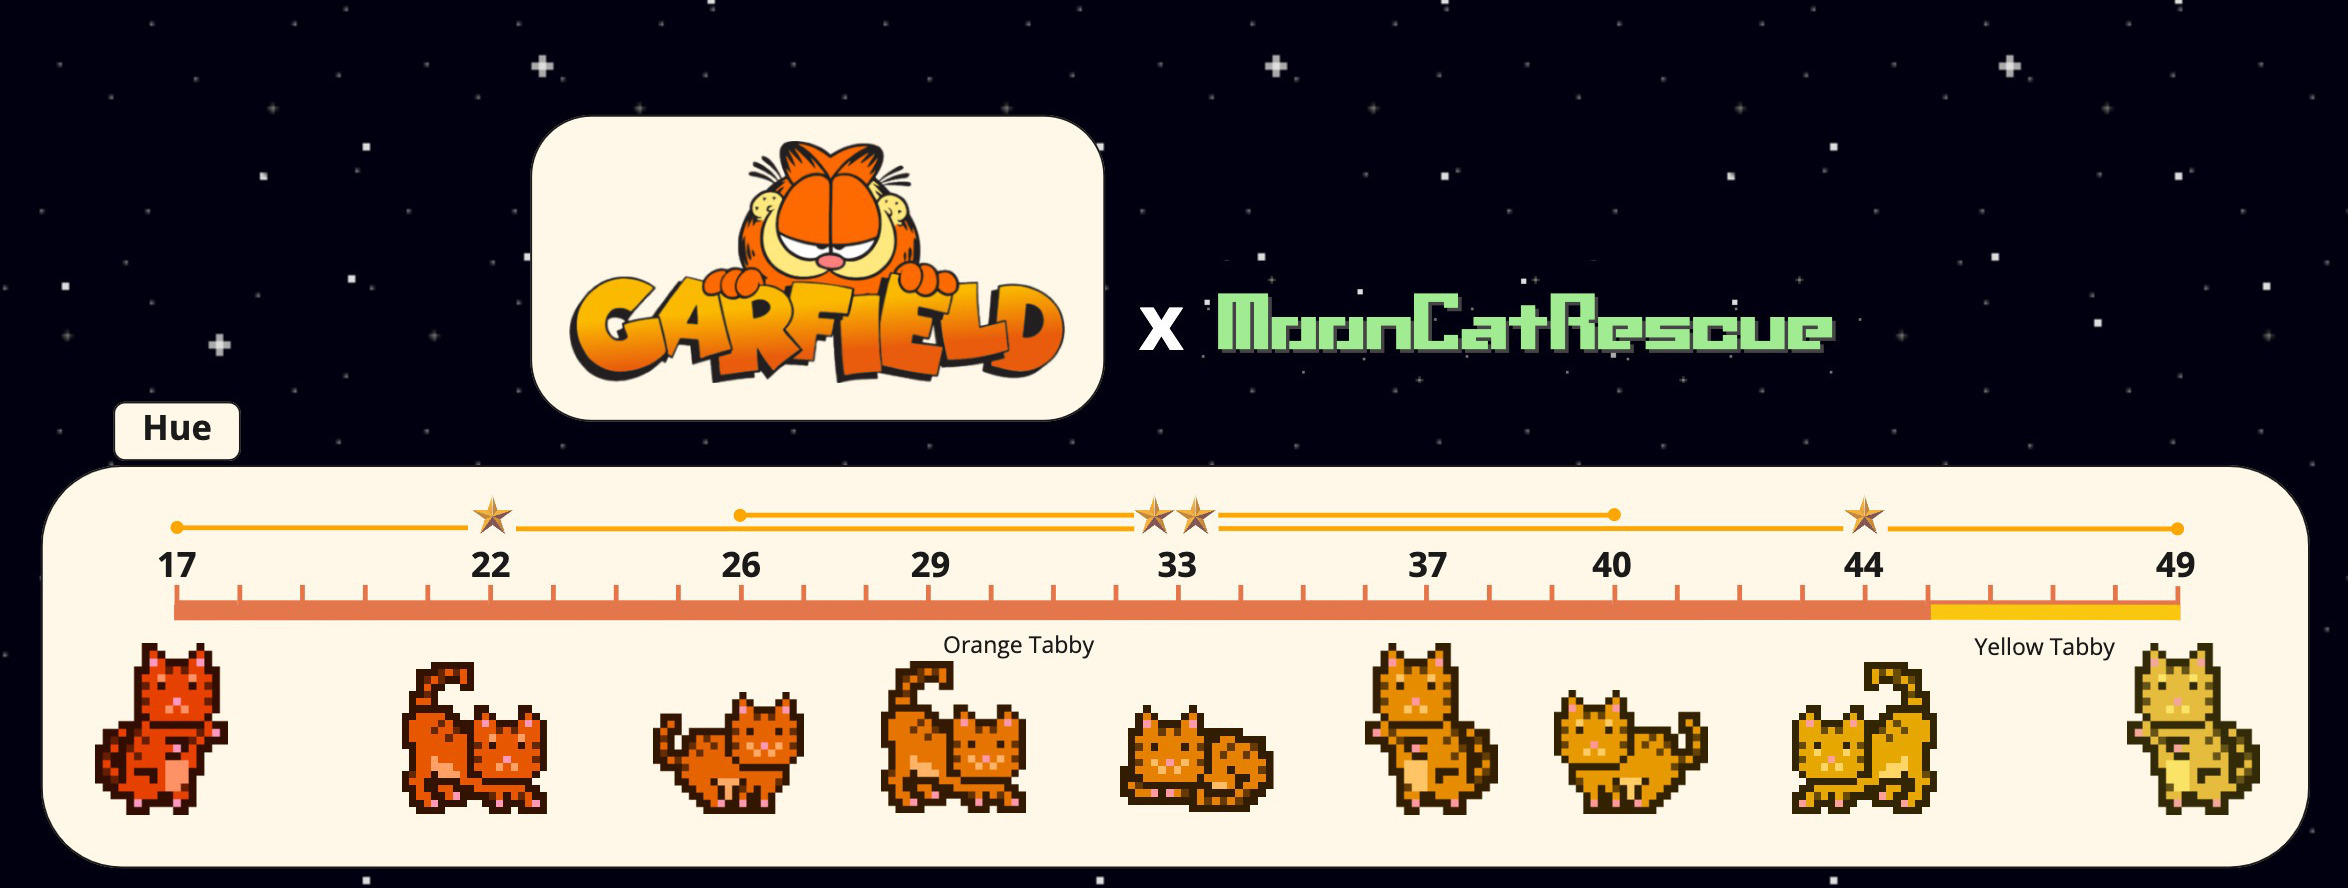 GARFIELD
x MoonCatRescue
Hue
17 22 26 29 33 37 40 44 49
Orange Tabby Yellow Tabby